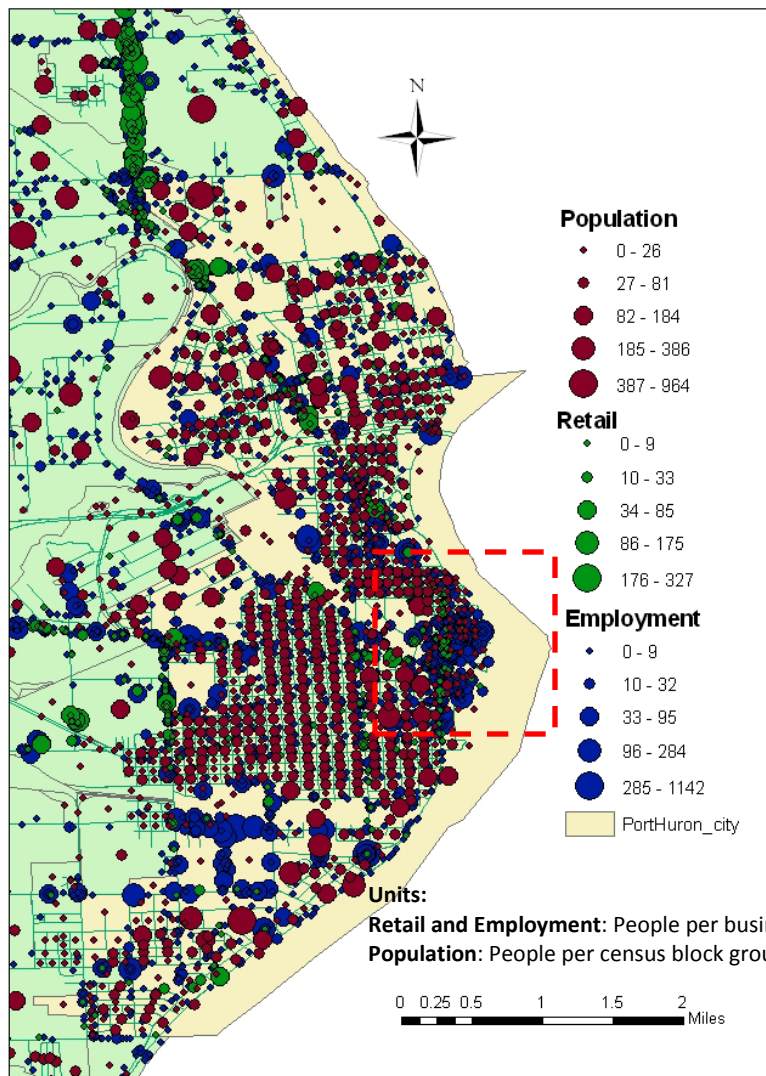 N
Population
0 - 26
27 - 81
82 - 184
185 - 386
387 - 964
Retail
0 - 9
10 - 33
34 - 85
86 - 175
176 - 327
Employment
0 - 9
10 - 32
33 - 95
96 - 284
285 - 1142
PortHuron_city
Units:
Retail and Employment: People per busi
Population: People per census block grou
0 0.25 0.5 1 2
Miles